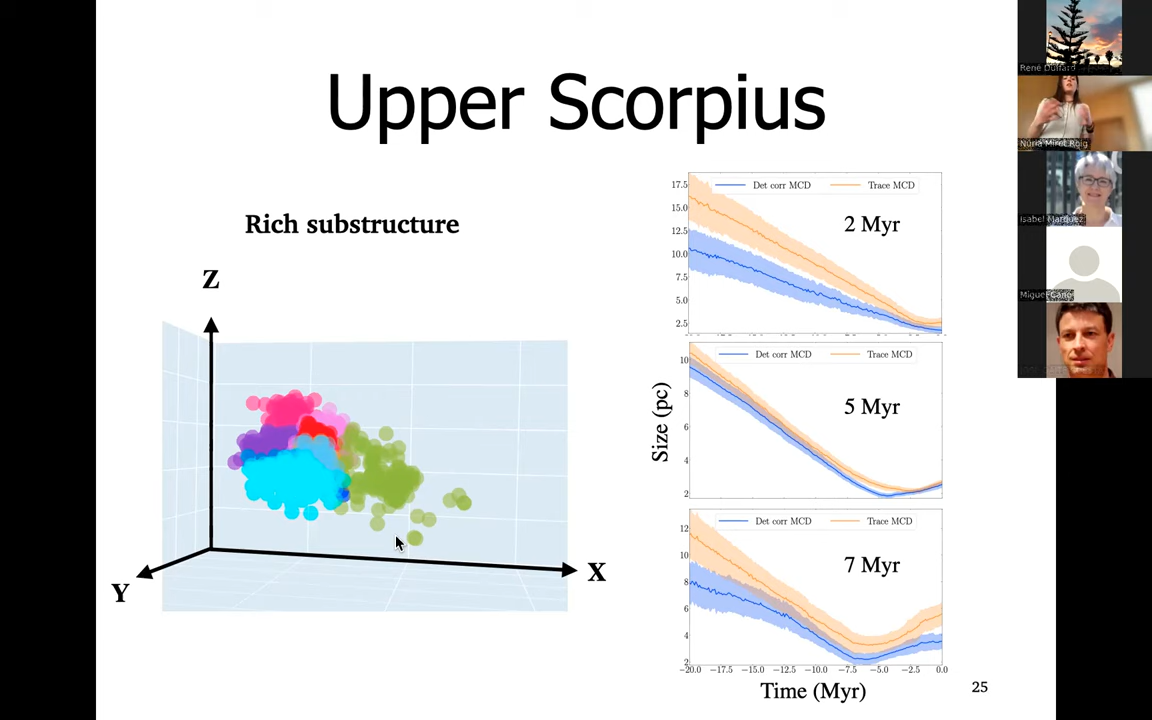 Upper Scorpius
Rich substructure
Z
Y
X
Det corr MCD
Trace MCD
2 Myr
17.5
15.0
12.5
10.0
7.5
5.0
2.5
Det corr MCD
Trace MCD
5 Myr
10
8
6
4
2
Det corr MCD
Trace MCD
7 Myr
12
10
8
6
4
2
Size (pc)
−20.0 −17.5 −15.0 −12.5 −10.0 −7.5 −5.0 −2.5 0.0
Time (Myr)
25
René Duffard
Núria Miret Roig
Isabel Márquez
Miguel Cano